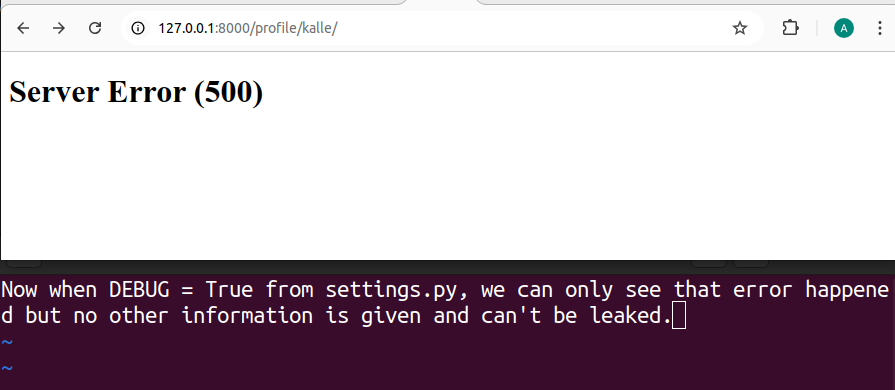 127.0.0.1:8000/profile/kalle/
A
Server Error (500)
Now when DEBUG = True from settings.py, we can only see that error happene
d but no other information is given and can't be leaked.
~
~